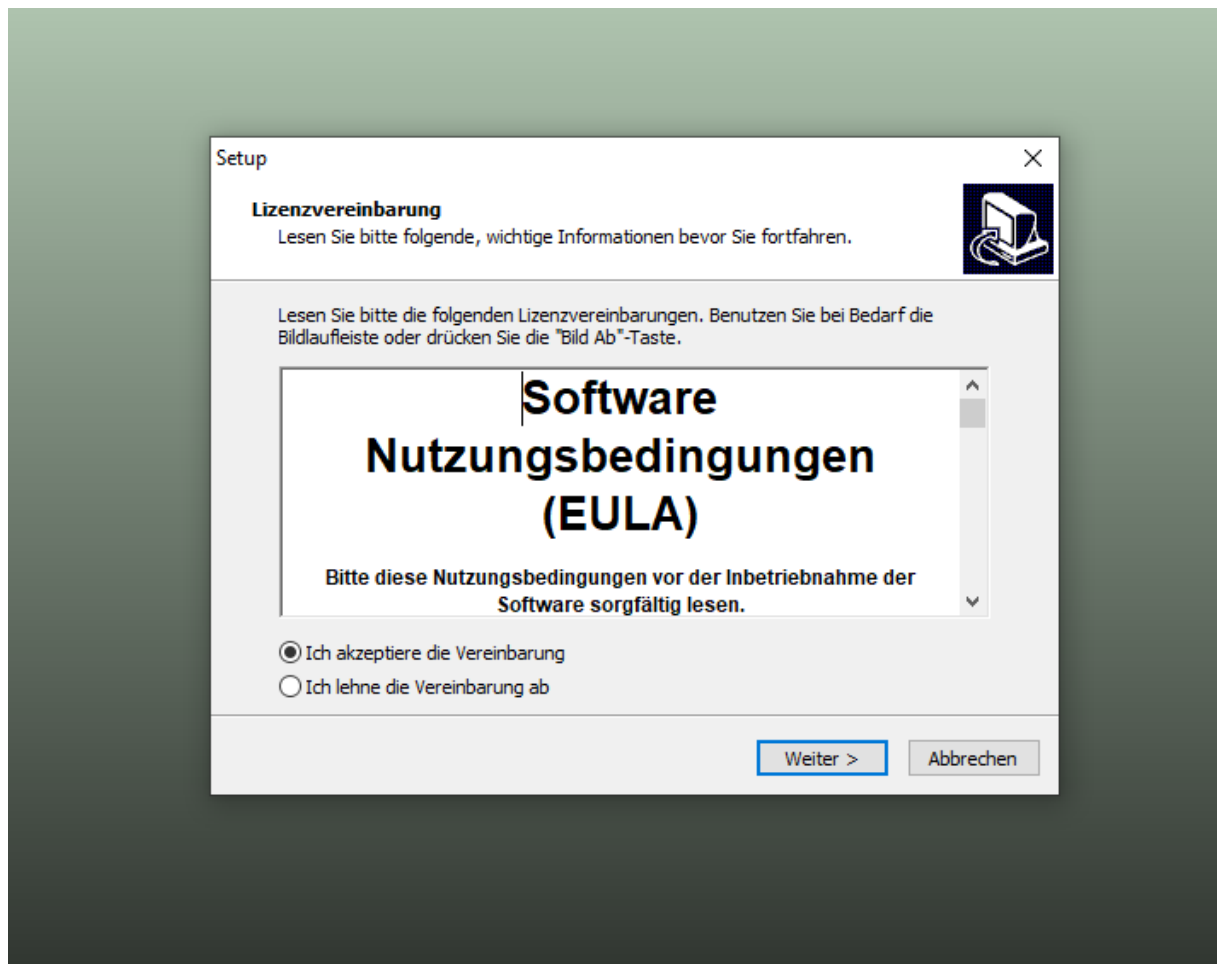 Setup
Lizenzvereinbarung
Lesen Sie bitte folgende, wichtige Informationen bevor Sie fortfahren.
Lesen Sie bitte die folgenden Lizenzvereinbarungen. Benutzen Sie bei Bedarf die
Bildlaufleiste oder drücken Sie die "Bild Ab"-Taste.
Software
Nutzungsbedingungen
(EULA)
Bitte diese Nutzungsbedingungen vor der Inbetriebnahme der
Software sorgfältig lesen.
Ich akzeptiere die Vereinbarung
Ich lehne die Vereinbarung ab
Weiter >
Abbrechen